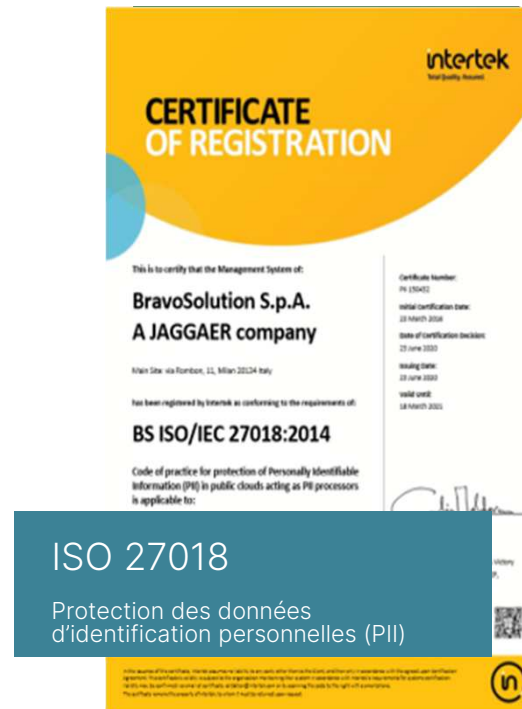 intertek
Total Quality. Assured.
CERTIFICATE
OF REGISTRATION
This is to certify that the Management System of:
BravoSolution S.p.A.
A JAGGAER company
Main Site: via Rombon, 11, Milan 20134 Italy
has been registered by Intertek as conforming to the requirements of:
BS ISO/IEC 27018:2014
Code of practice for protection of Personally Identifiable
Information (PII) in public clouds acting as PII processors
is applicable to:
Certificate Number:
Initial Certification Date:
23 March 2016
Date of Certification Decision:
23 June 2020
Issuing Date:
23 June 2020
Valid Until:
18 March 2021
ISO 27018
Protection des données
d’identification personnelles (PII)